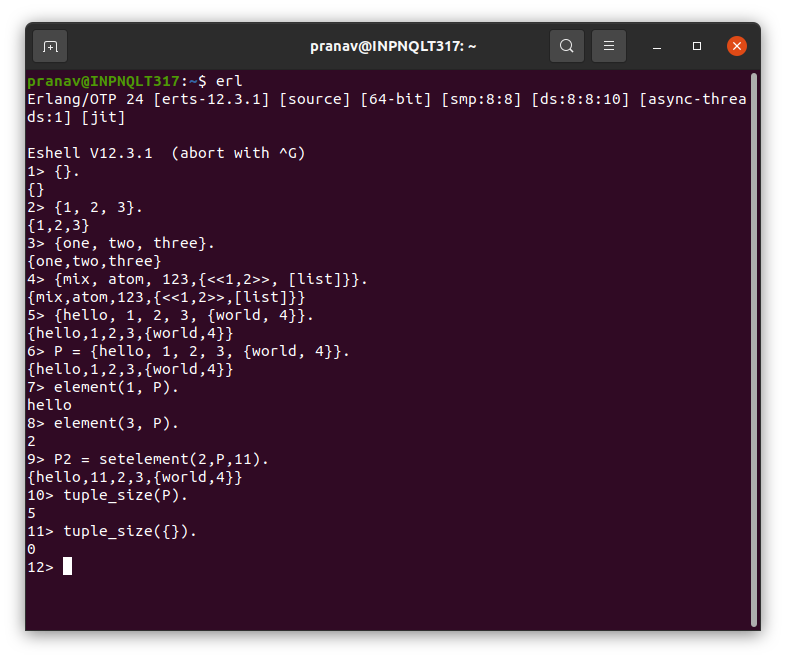 pranav@INPNQLT317: ~
pranav@INPNQLT317:~$ erl
Erlang/OTP 24 [erts-12.3.1] [source] [64-bit] [smp:8:8] [ds:8:8:10] [async-threa
ds:1] [jit]
Eshell V12.3.1  (abort with ^G)
1> {}.
{}
2> {1, 2, 3}.
{1,2,3}
3> {one, two, three}.
{one,two,three}
4> {mix, atom, 123,{<<1,2>>, [list]}}.
{mix,atom,123,{<<1,2>>,[list]}}
5> {hello, 1, 2, 3, {world, 4}}.
{hello,1,2,3,{world,4}}
6> P = {hello, 1, 2, 3, {world, 4}}.
{hello,1,2,3,{world,4}}
7> element(1, P).
hello
8> element(3, P).
2
9> P2 = setelement(2,P,11).
{hello,11,2,3,{world,4}}
10> tuple_size(P).
5
11> tuple_size({}).
0
12>